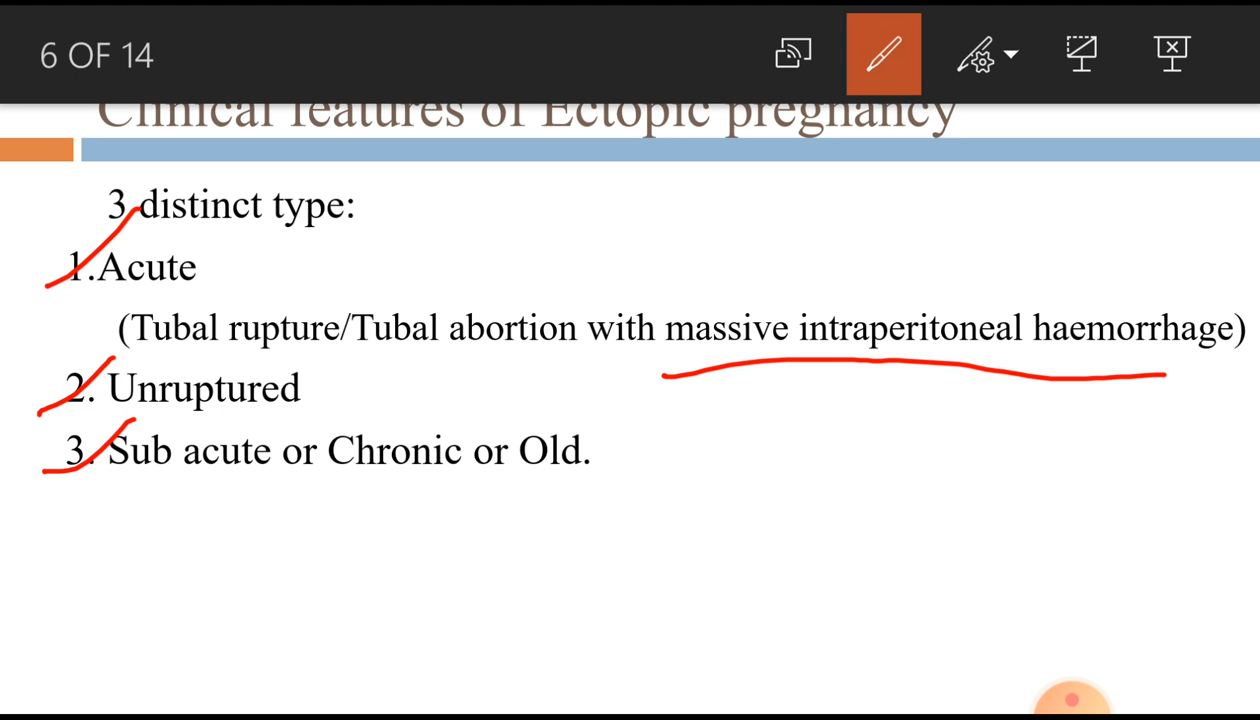 6 OF 14
Clinical features of Ectopic pregnancy
3 distinct type:
1.Acute
(Tubal rupture/Tubal abortion with massive intraperitoneal haemorrhage)
2. Unruptured
3. Sub acute or Chronic or Old.